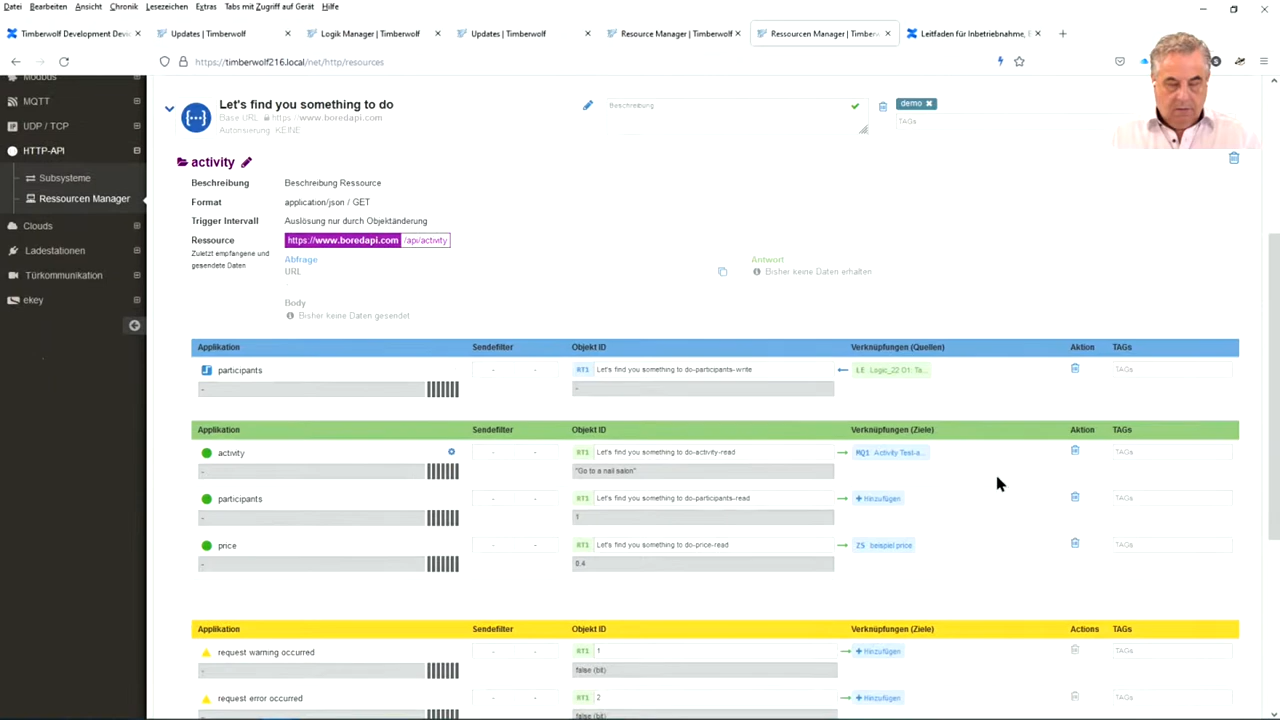 Datei Bearbeiten Ansicht Chronik Lesezeichen Extras Tabs mit Zugriff auf Gerät Hilfe
Timberwolf Development Devi Updates | Timberwolf Logik Manager | Timberwolf Updates | Timberwolf Resource Manager | Timberwolf Ressourcen Manager | Timberw Leitfaden für Inbetriebnahme, E
https://timberwolf216.local/net/http/resources
Modbus
MQTT
UDP / TCP
HTTP-API
Subsysteme
Ressourcen Manager
Clouds
Ladestationen
Türkommunikation
ekey
Let's find you something to do
Base URL https://www.boredapi.com
Autorisierung: KEINE
Beschreibung
demo
TAGs
activity
Beschreibung Beschreibung Ressource
Format application/json / GET
Trigger Intervall Auslösung nur durch Objektänderung
Ressource https://www.boredapi.com /api/activity
Zuletzt empfangene und gesendete Daten
Abfrage
URL
-
Antwort
Bisher keine Daten erhalten
Body
Bisher keine Daten gesendet
Applikation Sendefilter Objekt ID Verknüpfungen (Quellen) Aktion TAGs
participants - - RT1 Let's find you something to do-participants-write LE Logic_22 O1: Ta... TAGs
- -
Applikation Sendefilter Objekt ID Verknüpfungen (Ziele) Aktion TAGs
activity RT1 Let's find you something to do-activity-read MQ1 Activity Test-a... TAGs
- "Go to a nail salon"
participants - - RT1 Let's find you something to do-participants-read Hinzufügen TAGs
- 1
price - - RT1 Let's find you something to do-price-read ZS beispiel price TAGs
- 0.4
Applikation Sendefilter Objekt ID Verknüpfungen (Ziele) Actions TAGs
request warning occurred - - RT1 1 Hinzufügen TAGs
- false (bit)
request error occurred - - RT1 2 Hinzufügen TAGs
- false (bit)